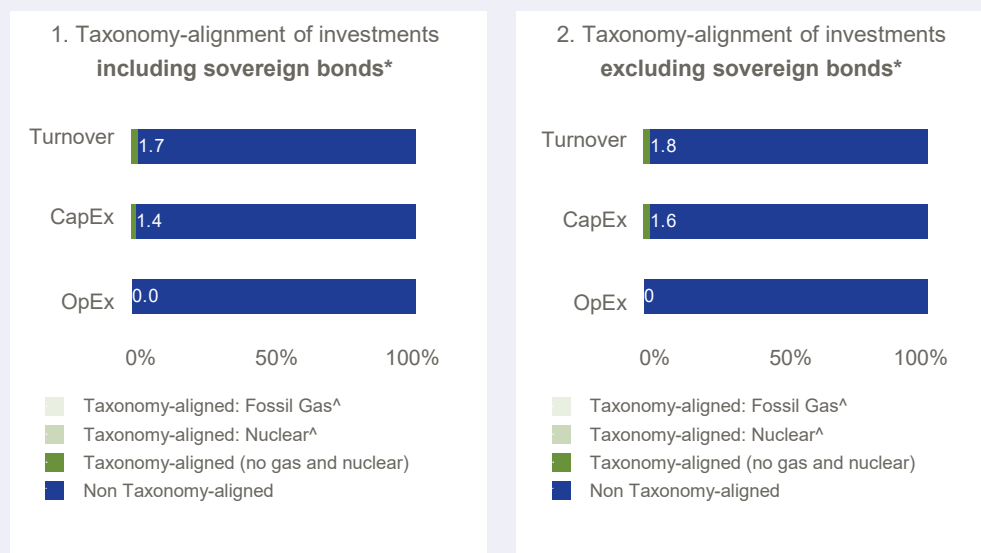 1. Taxonomy-alignment of investments
including sovereign bonds*
Turnover
1.7
CapEx
1.4
OpEx
0.0
0% 50% 100%
Taxonomy-aligned: Fossil Gas^
Taxonomy-aligned: Nuclear^
Taxonomy-aligned (no gas and nuclear)
Non Taxonomy-aligned
2. Taxonomy-alignment of investments
excluding sovereign bonds*
Turnover
1.8
CapEx
1.6
OpEx
0
0% 50% 100%
Taxonomy-aligned: Fossil Gas^
Taxonomy-aligned: Nuclear^
Taxonomy-aligned (no gas and nuclear)
Non Taxonomy-aligned